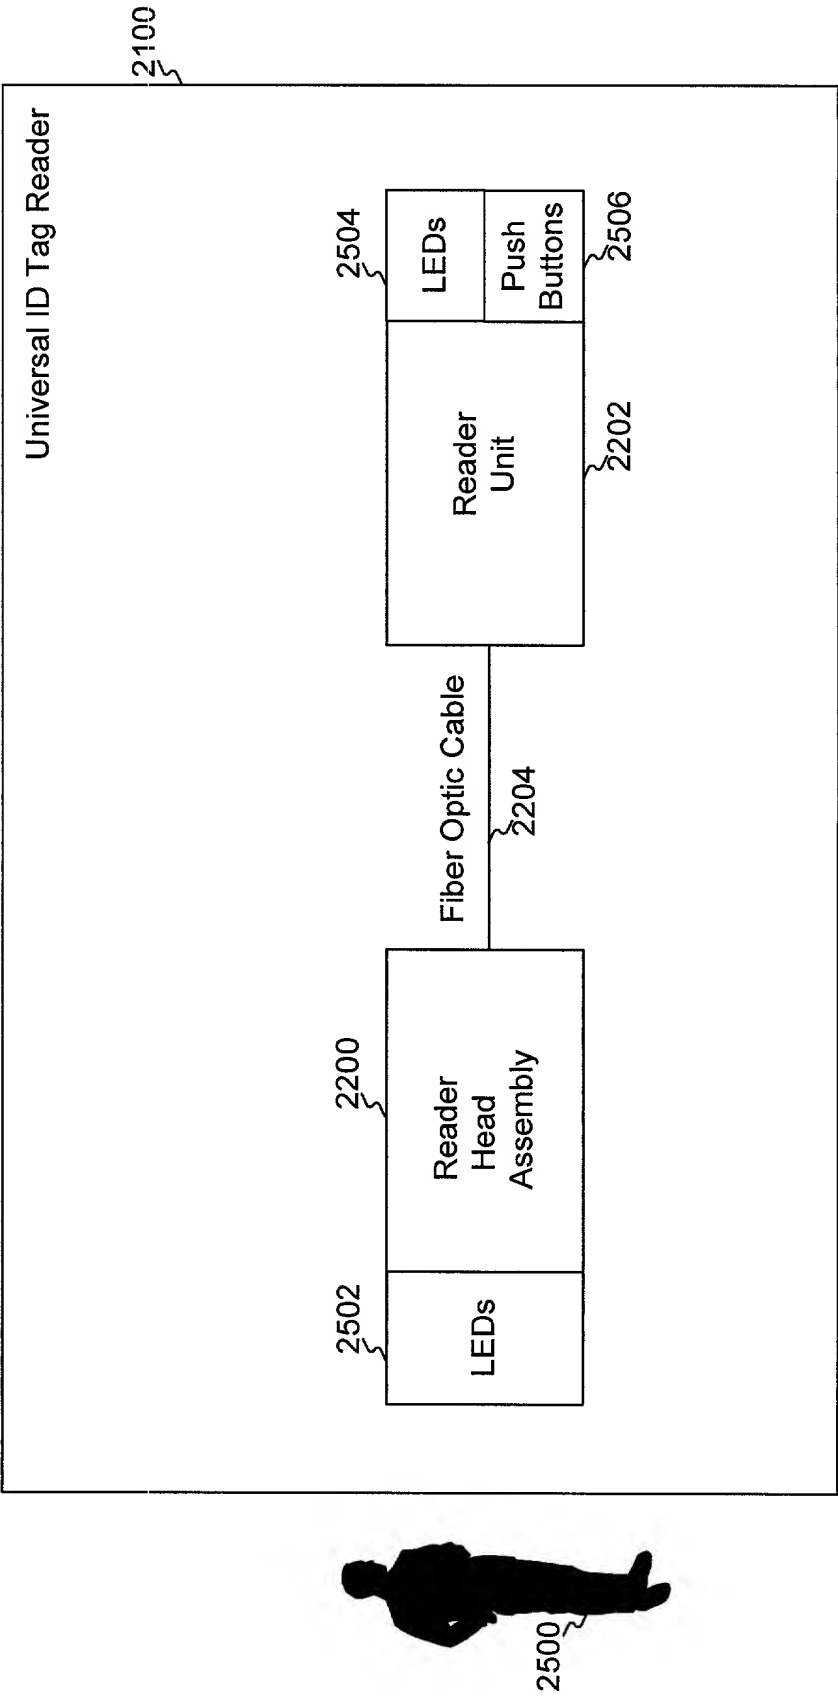 Universal ID Tag Reader
2100
2502
LEDs
2200
Reader
Head
Assembly
Fiber Optic Cable
2204
Reader
Unit
2202
2504
LEDs
Push
Buttons
2506
2500